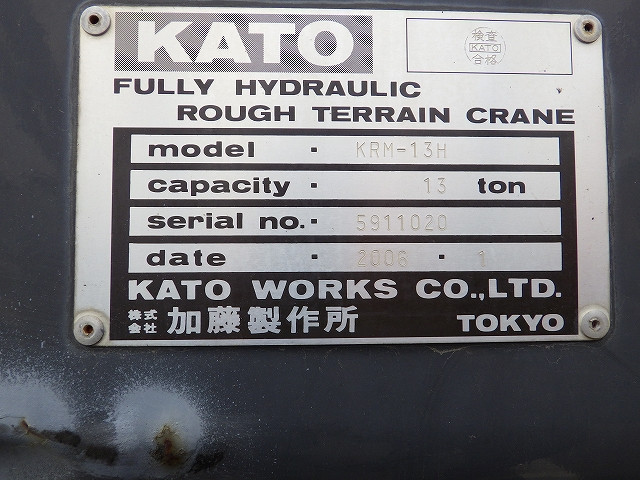 KATO
検査
KATO
合格
FULLY HYDRAULIC
ROUGH TERRAIN CRANE
model · KRM-13H
capacity · 13 ton
serial no. · 5911020
date · 2006 · 1
KATO WORKS CO.,LTD.
株式会社 加藤製作所 TOKYO